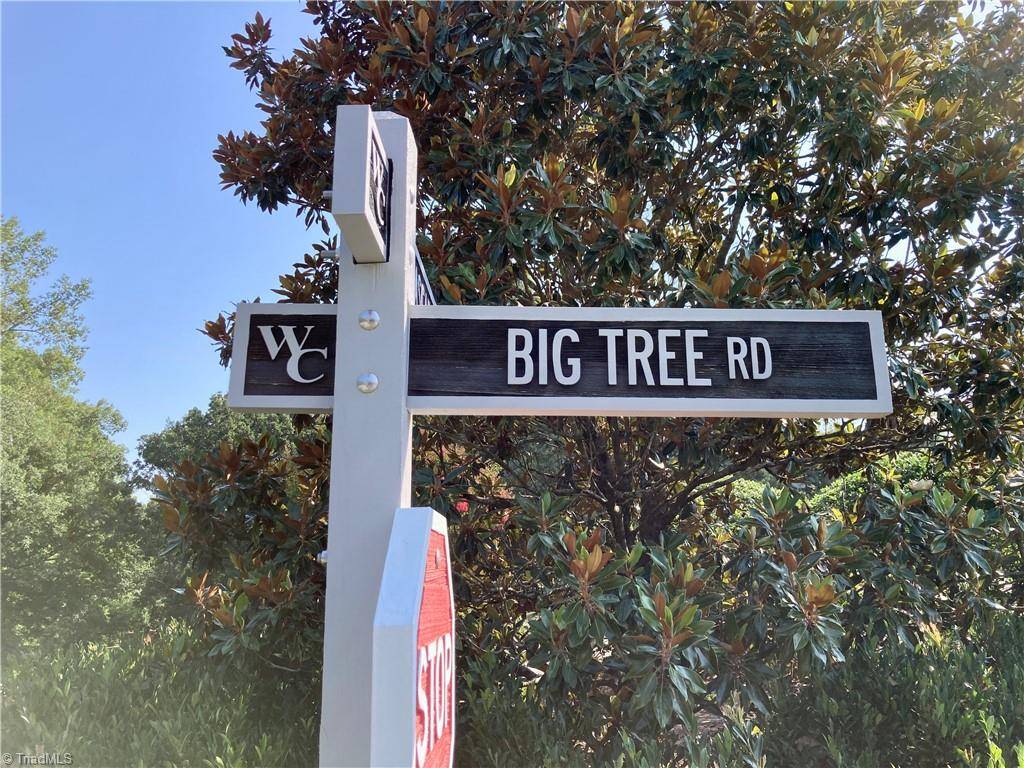 WC
BIG TREE RD
STOP
© TriadMLS